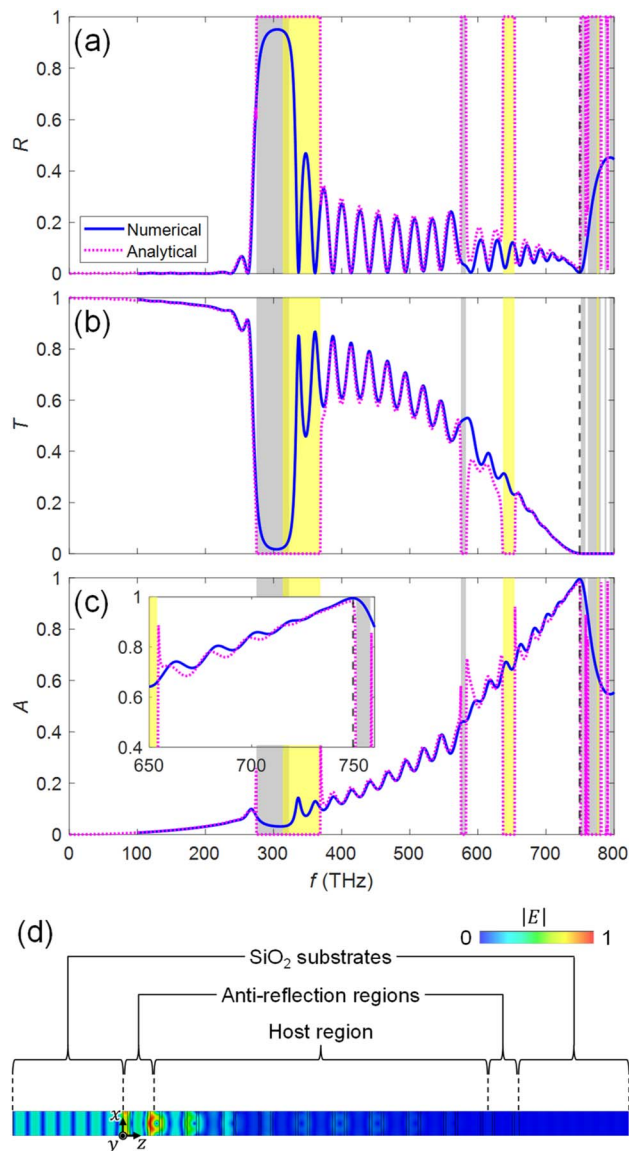 (a)
1
0.8
0.6
0.4
0.2
0
R
Numerical
Analytical
(b)
1
0.8
0.6
0.4
0.2
0
T
(c)
1
0.8
0.6
0.4
0.2
0
A
1
0.8
0.6
0.4
650 700 750
0 100 200 300 400 500 600 700 800
f (THz)
(d)
|E|
0 1
SiO₂ substrates
Anti-reflection regions
Host region
x
y z